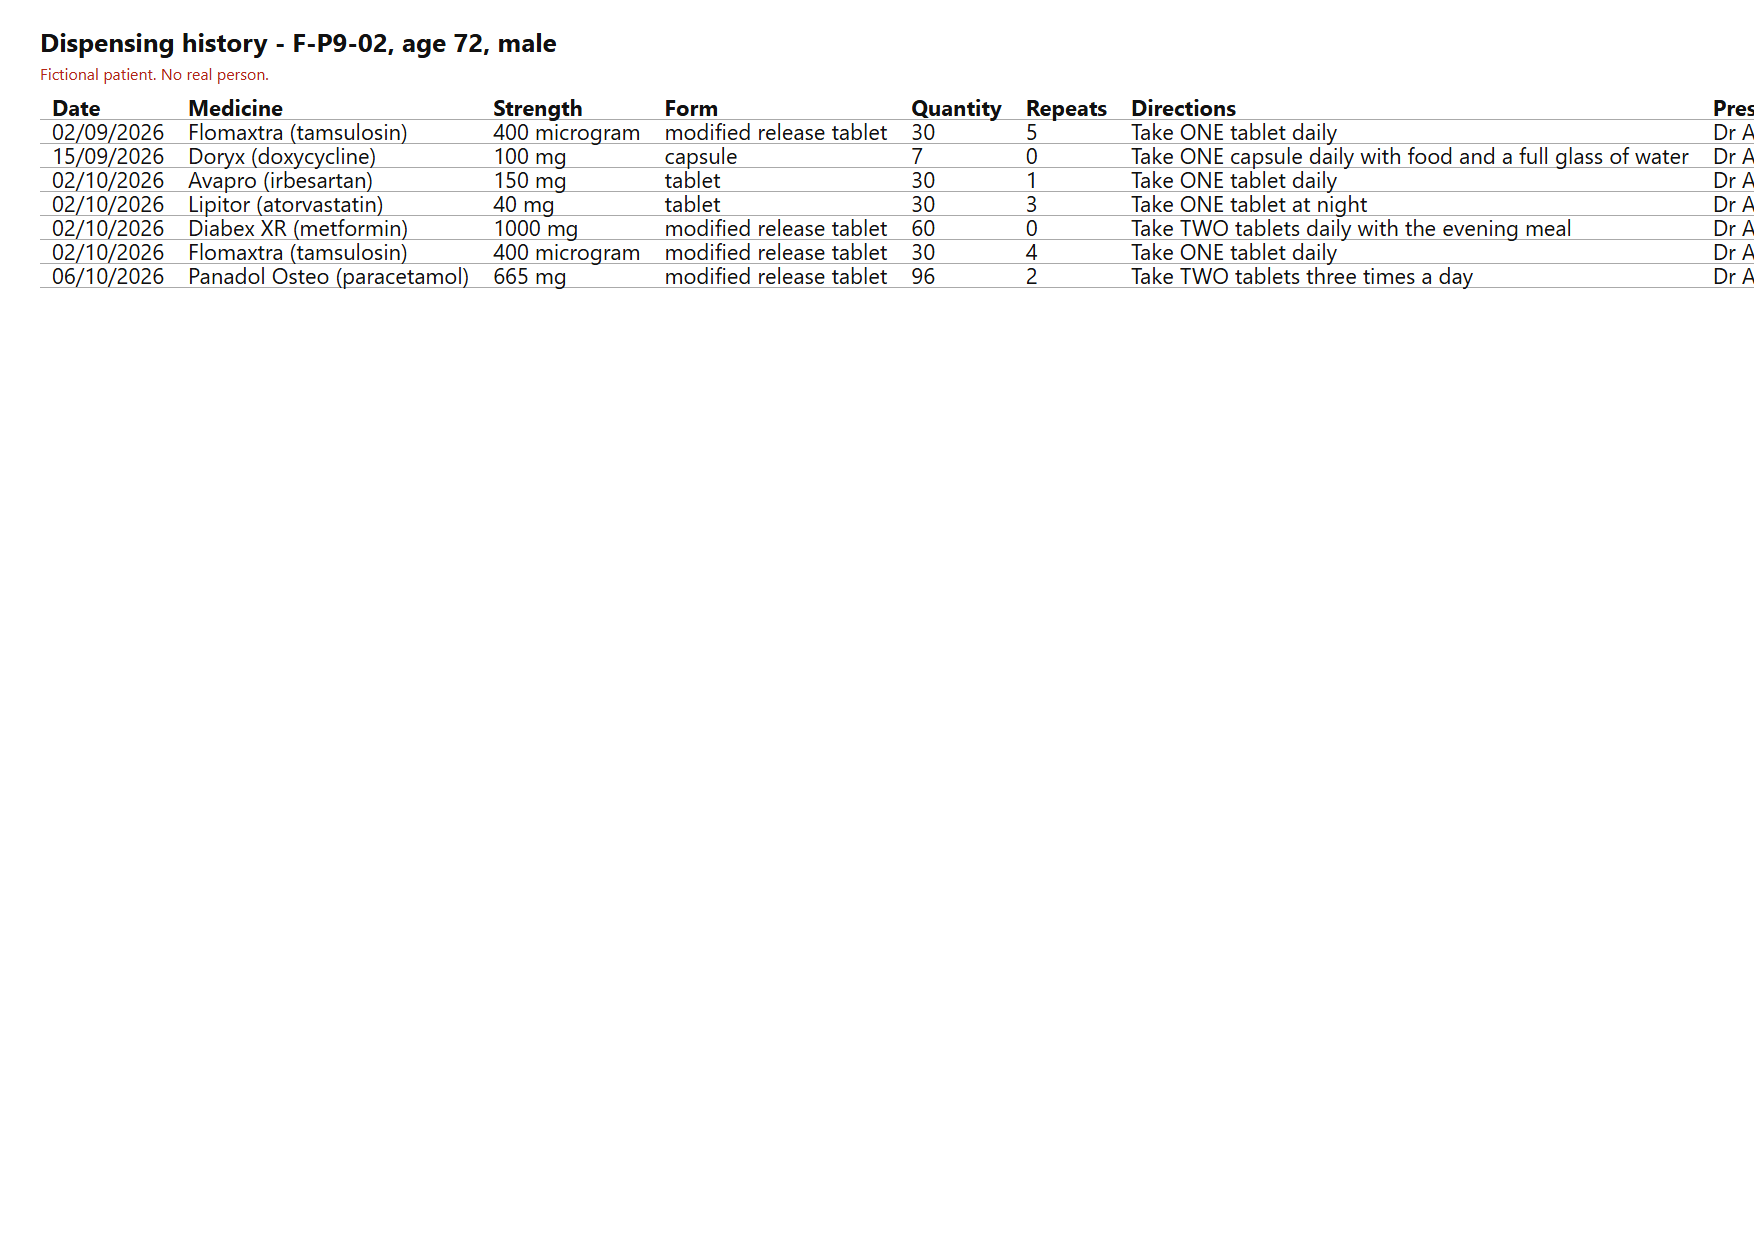 Dispensing history - F-P9-02, age 72, male
Fictional patient. No real person.
Date Medicine Strength Form Quantity Repeats Directions Pres
02/09/2026 Flomaxtra (tamsulosin) 400 microgram modified release tablet 30 5 Take ONE tablet daily Dr A
15/09/2026 Doryx (doxycycline) 100 mg capsule 7 0 Take ONE capsule daily with food and a full glass of water Dr A
02/10/2026 Avapro (irbesartan) 150 mg tablet 30 1 Take ONE tablet daily Dr A
02/10/2026 Lipitor (atorvastatin) 40 mg tablet 30 3 Take ONE tablet at night Dr A
02/10/2026 Diabex XR (metformin) 1000 mg modified release tablet 60 0 Take TWO tablets daily with the evening meal Dr A
02/10/2026 Flomaxtra (tamsulosin) 400 microgram modified release tablet 30 4 Take ONE tablet daily Dr A
06/10/2026 Panadol Osteo (paracetamol) 665 mg modified release tablet 96 2 Take TWO tablets three times a day Dr A